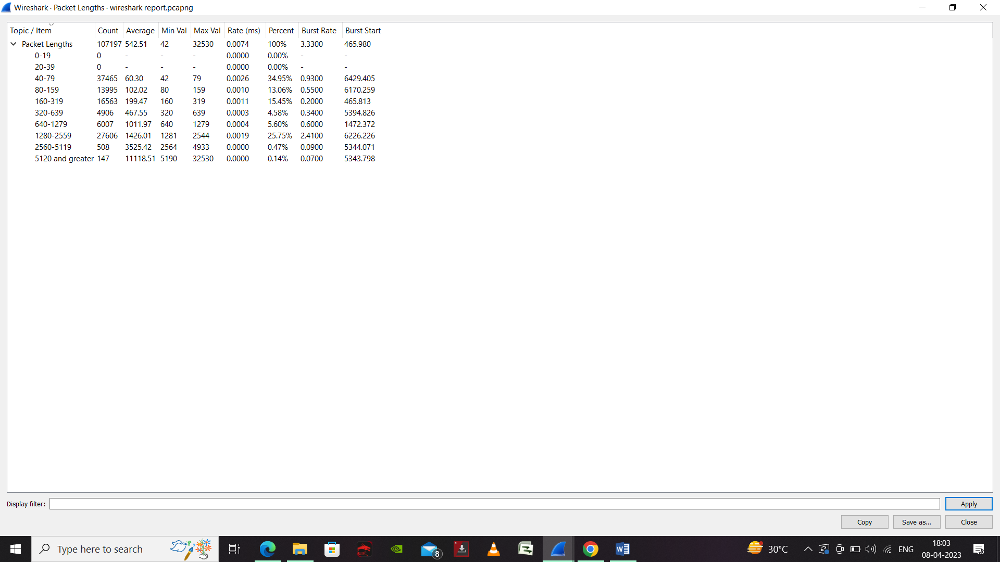 Wireshark · Packet Lengths · wireshark report.pcapng
Topic / Item Count Average Min Val Max Val Rate (ms) Percent Burst Rate Burst Start
Packet Lengths 107197 542.51 42 32530 0.0074 100% 3.3300 465.980
0-19 0 - - - 0.0000 0.00% - -
20-39 0 - - - 0.0000 0.00% - -
40-79 37465 60.30 42 79 0.0026 34.95% 0.9300 6429.405
80-159 13995 102.02 80 159 0.0010 13.06% 0.5500 6170.259
160-319 16563 199.47 160 319 0.0011 15.45% 0.2000 465.813
320-639 4906 467.55 320 639 0.0003 4.58% 0.3400 5394.826
640-1279 6007 1011.97 640 1279 0.0004 5.60% 0.6000 1472.372
1280-2559 27606 1426.01 1281 2544 0.0019 25.75% 2.4100 6226.226
2560-5119 508 3525.42 2564 4933 0.0000 0.47% 0.0900 5344.071
5120 and greater 147 11118.51 5190 32530 0.0000 0.14% 0.0700 5343.798
Display filter: Apply
Copy Save as... Close
Type here to search 8 30°C ENG 18:03
08-04-2023